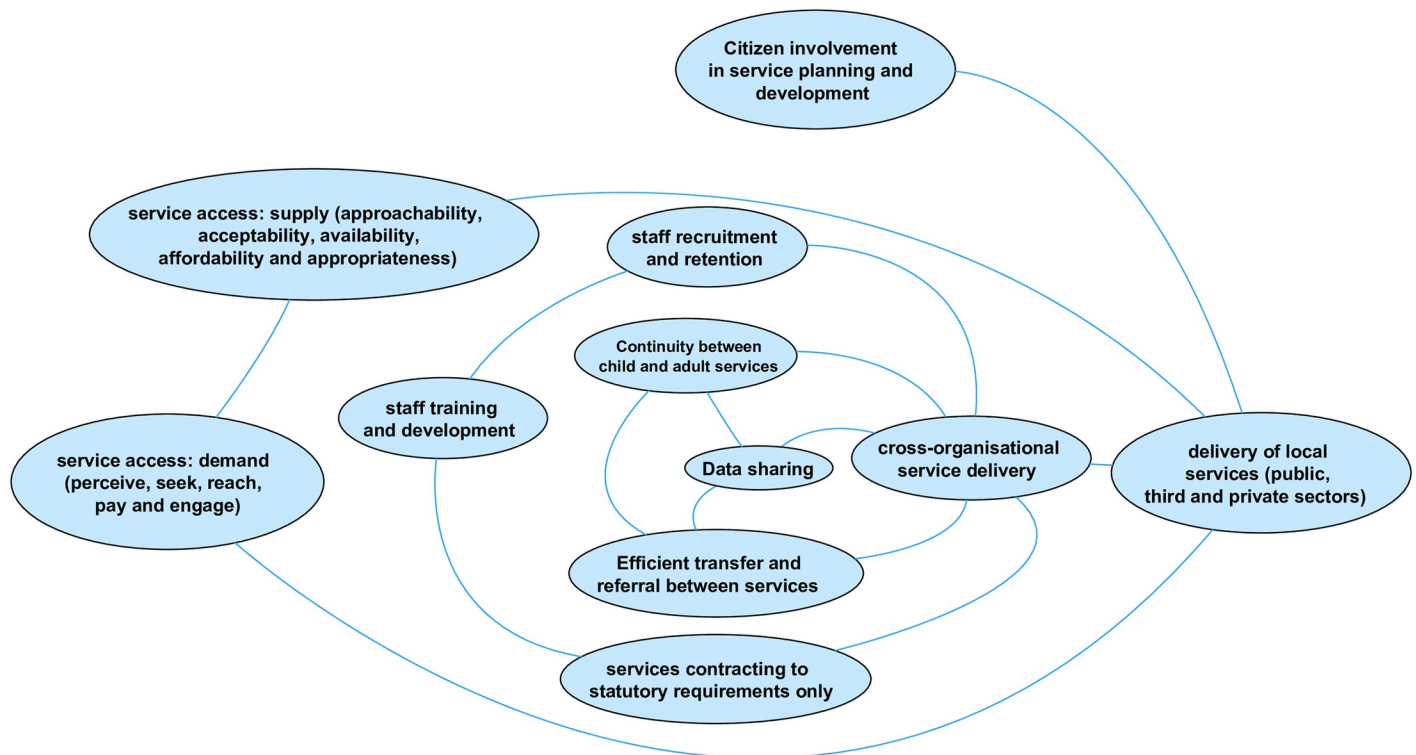 Citizen involvement
in service planning and
development
service access: supply (approachability,
acceptability, availability,
affordability and appropriateness)
staff recruitment
and retention
Continuity between
child and adult services
staff training
and development
service access: demand
(perceive, seek, reach,
pay and engage)
Data sharing
cross-organisational
service delivery
delivery of local
services (public,
third and private sectors)
Efficient transfer and
referral between services
services contracting to
statutory requirements only